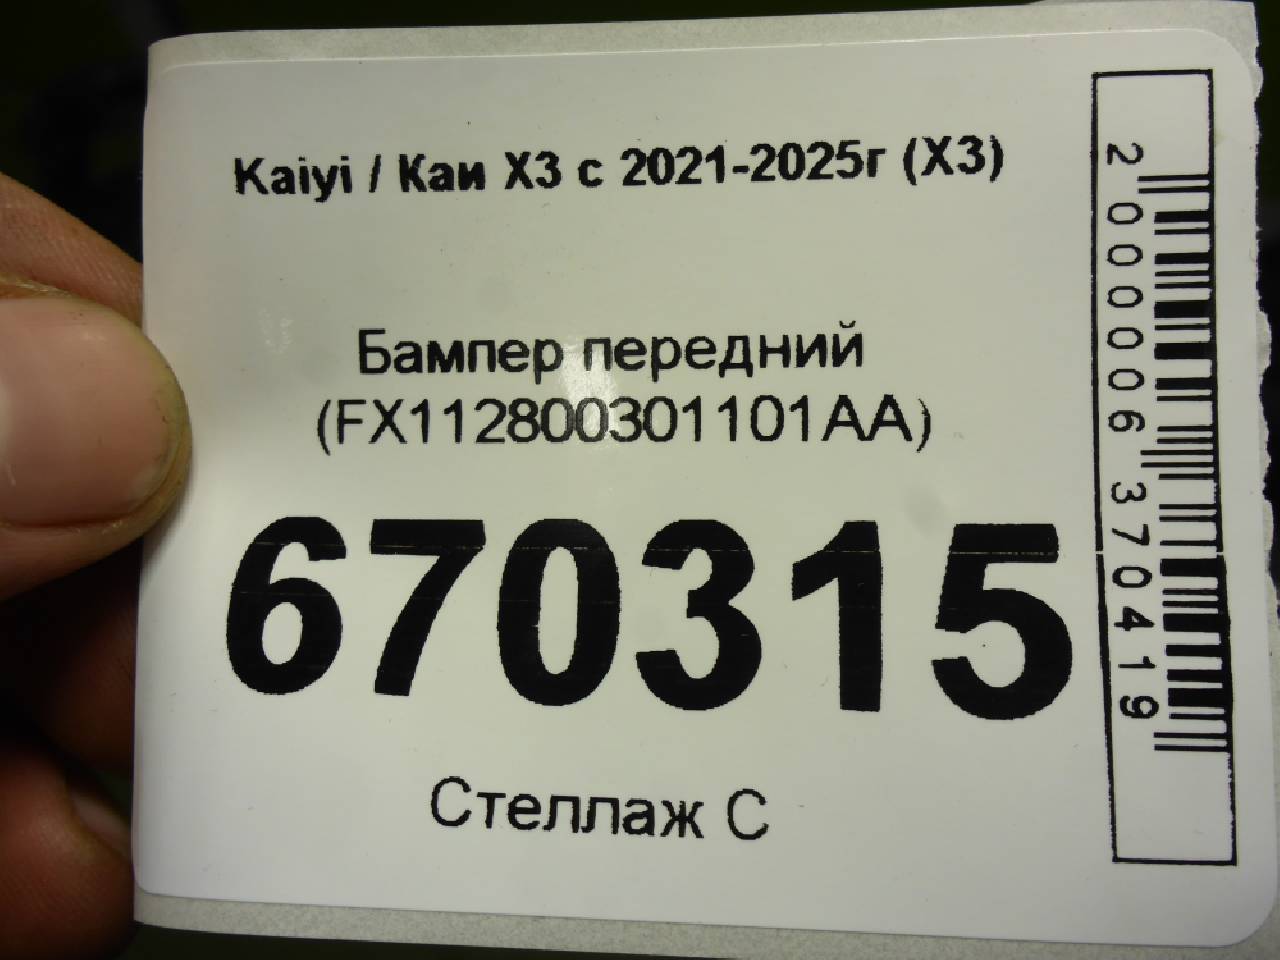 Kaiyi / Каи X3 с 2021-2025г (X3)
Бампер передний
(FX112800301101AA)
670315
Стеллаж С
2000006370419